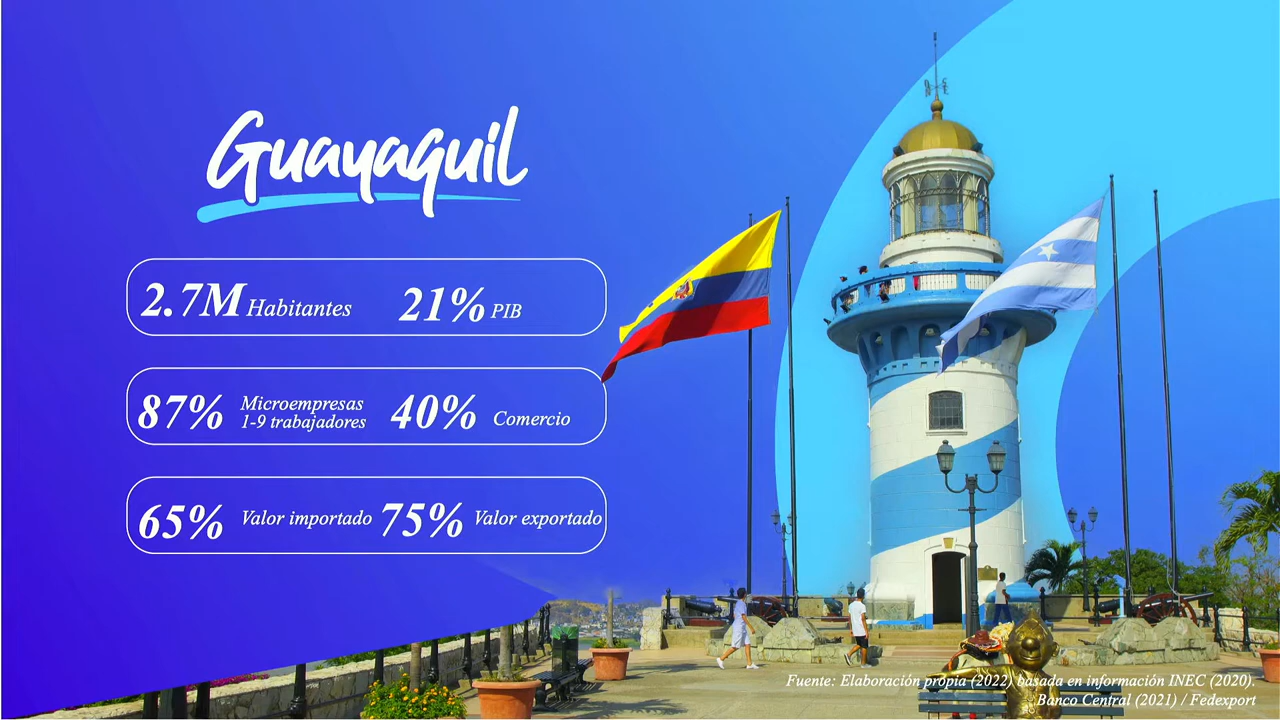 Guayaquil
2.7M Habitantes 21% PIB
87% Microempresas 1-9 trabajadores 40% Comercio
65% Valor importado 75% Valor exportado
Fuente: Elaboración propia (2022) basada en información INEC (2020).
Banco Central (2021) / Fedexport